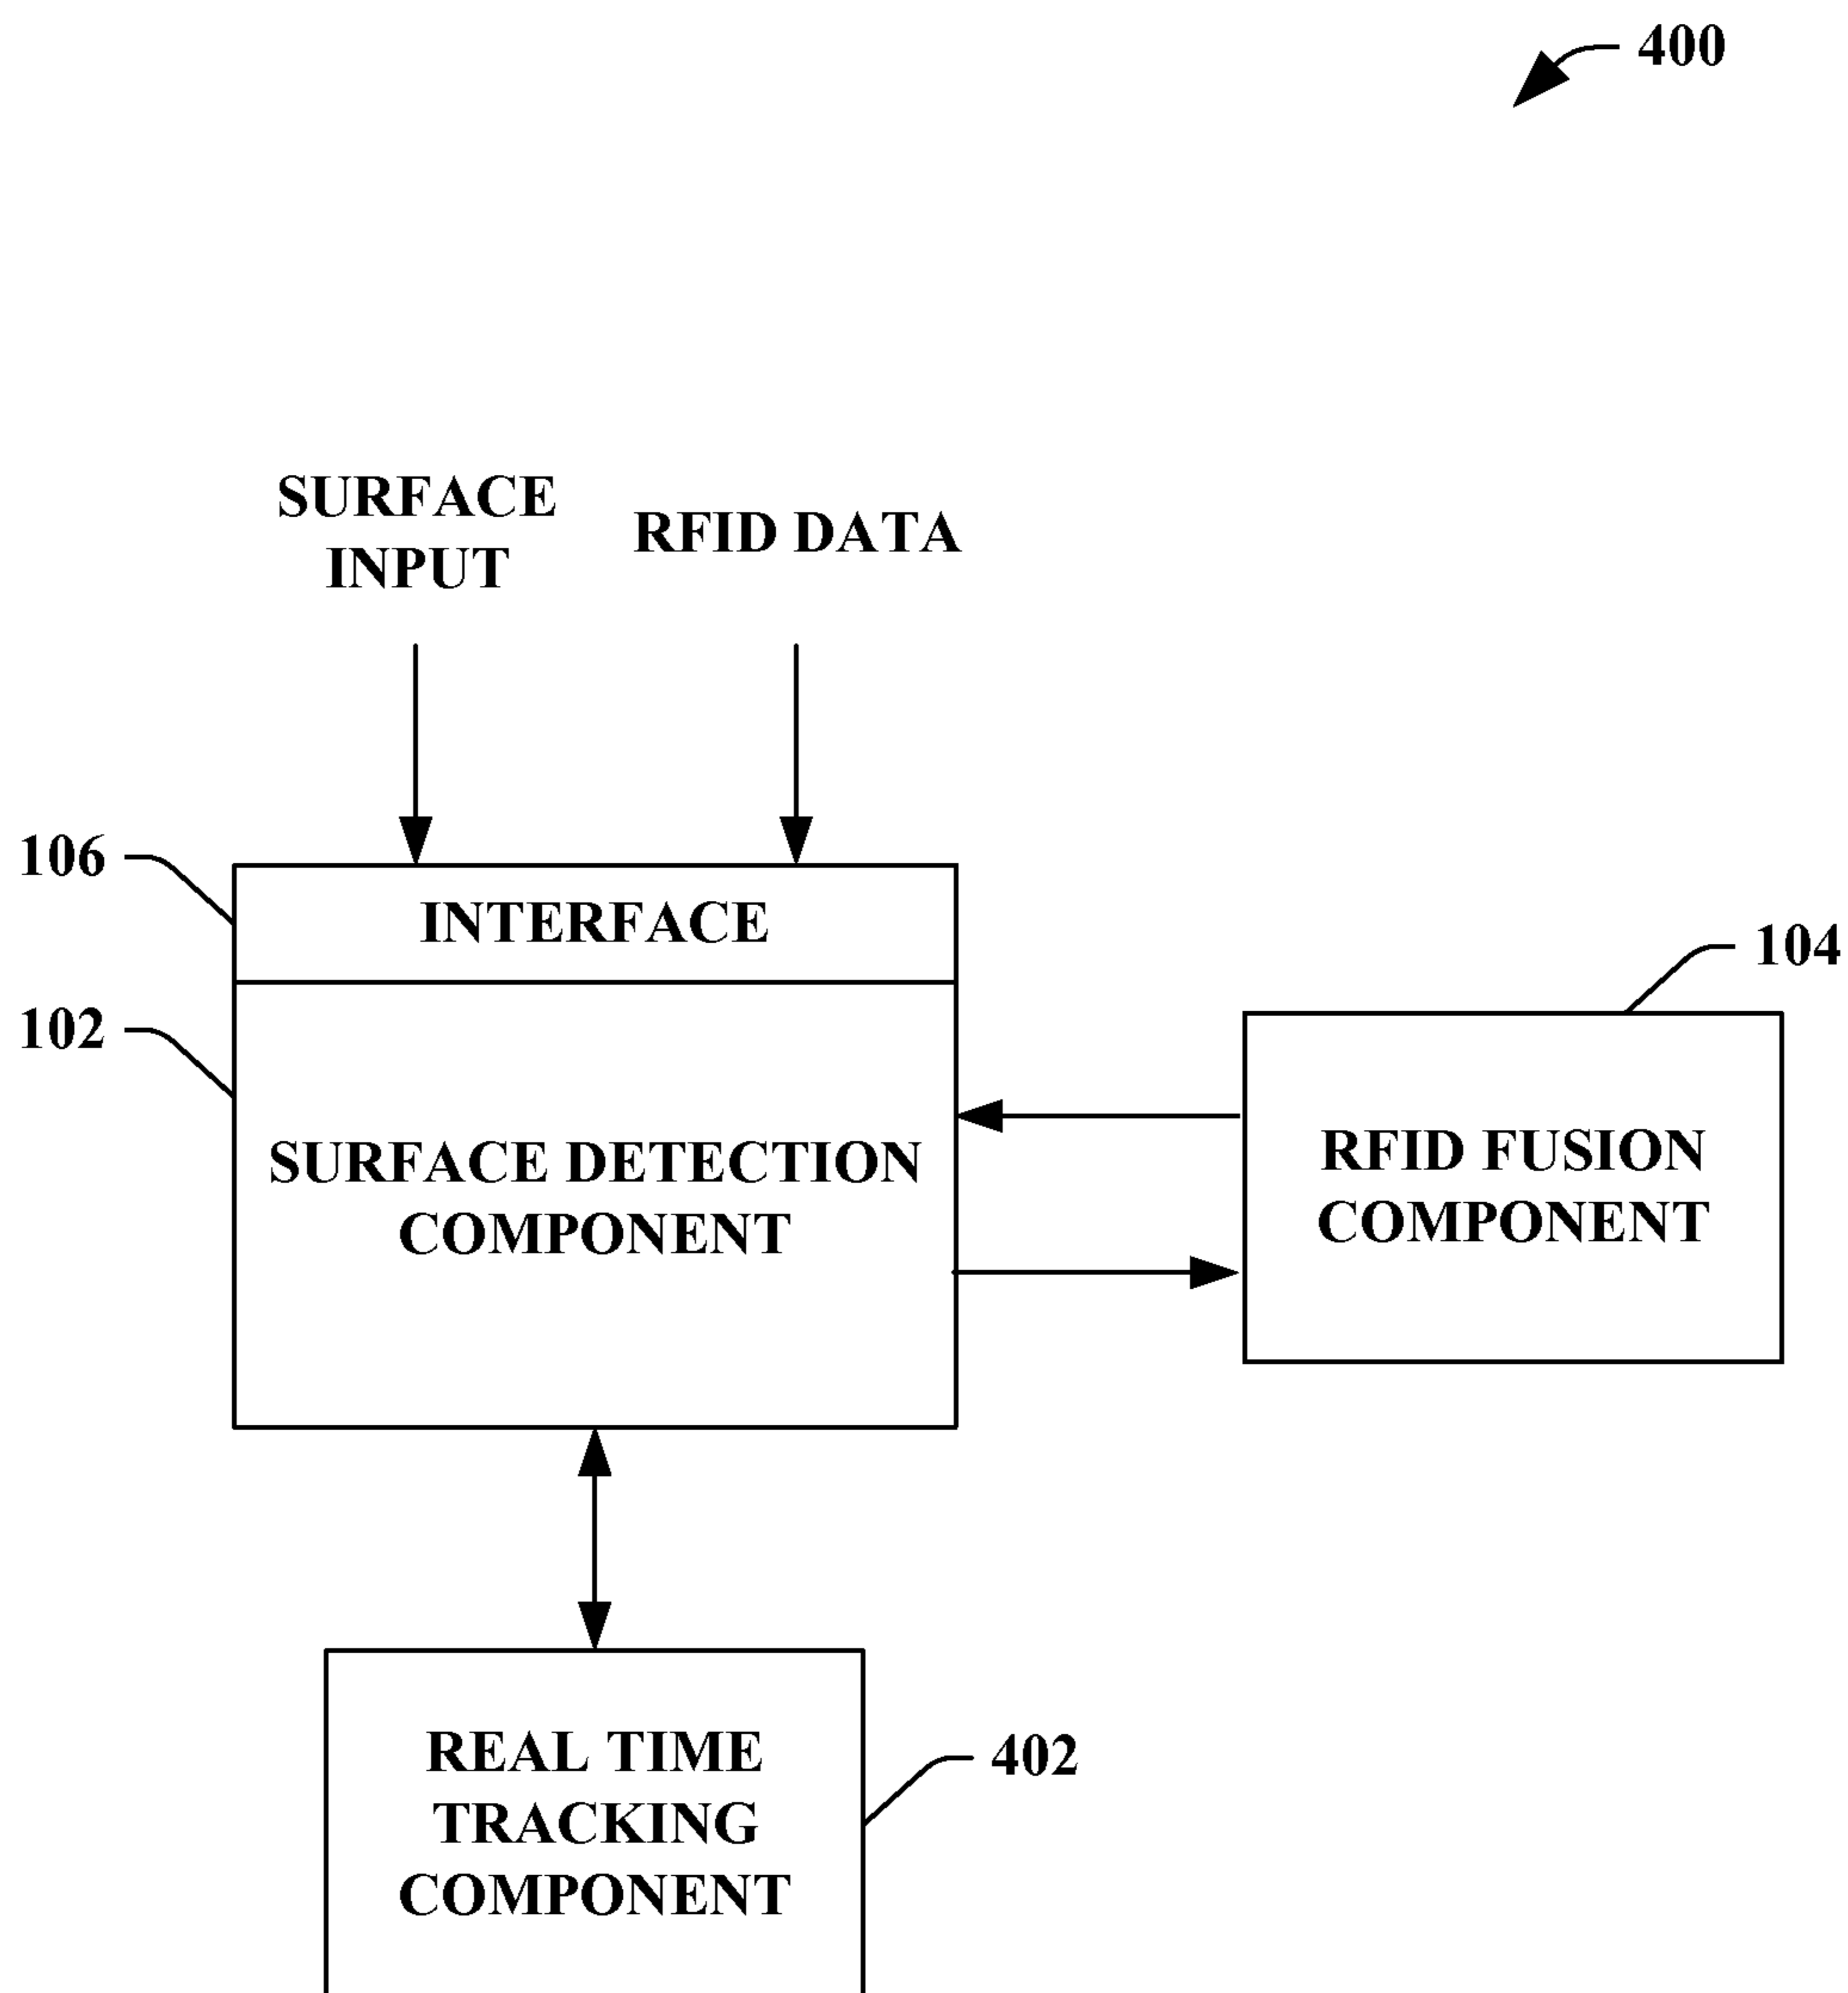 400
SURFACE
INPUT
RFID DATA
106
INTERFACE
104
102
SURFACE DETECTION
COMPONENT
RFID FUSION
COMPONENT
REAL TIME
TRACKING
COMPONENT
402